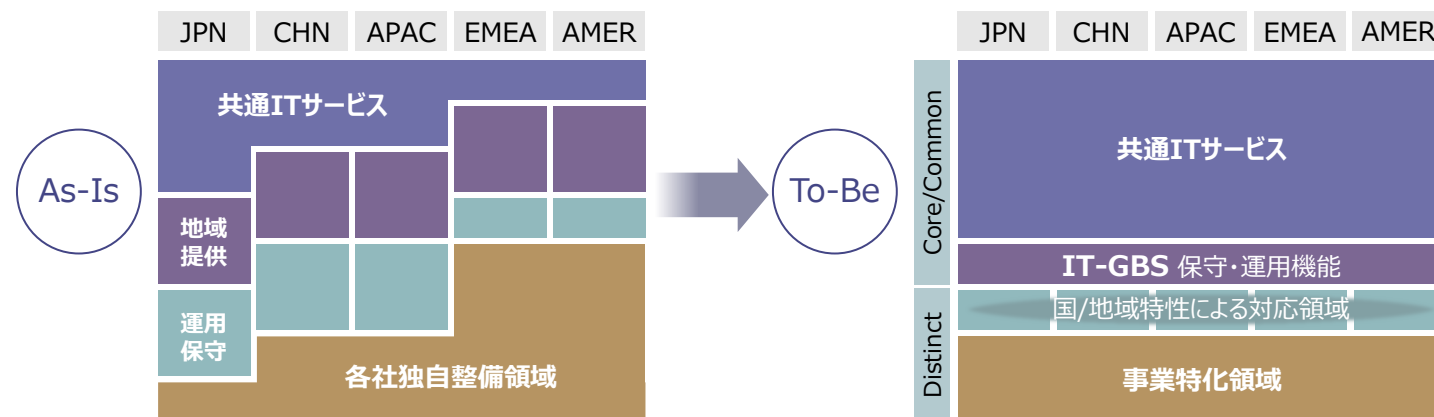 JPN CHN APAC EMEA AMER
共通ITサービス
As-Is
地域
提供
運用
保守
各社独自整備領域
To-Be
JPN CHN APAC EMEA AMER
Core/Common
共通ITサービス
IT-GBS 保守・運用機能
Distinct
国/地域特性による対応領域
事業特化領域